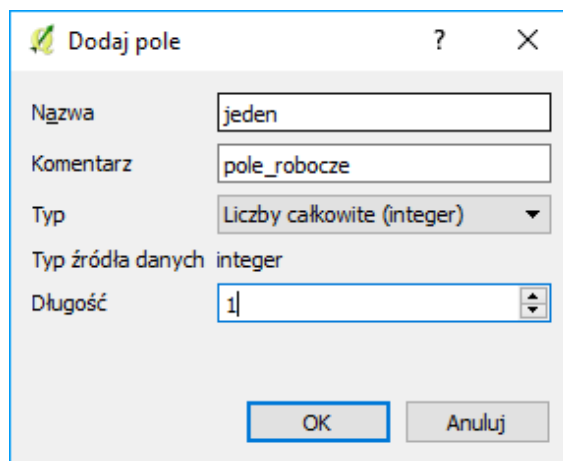 Dodaj pole ?
Nazwa jeden
Komentarz pole_robocze
Typ Liczby całkowite (integer)
Typ źródła danych integer
Długość 1
OK Anuluj